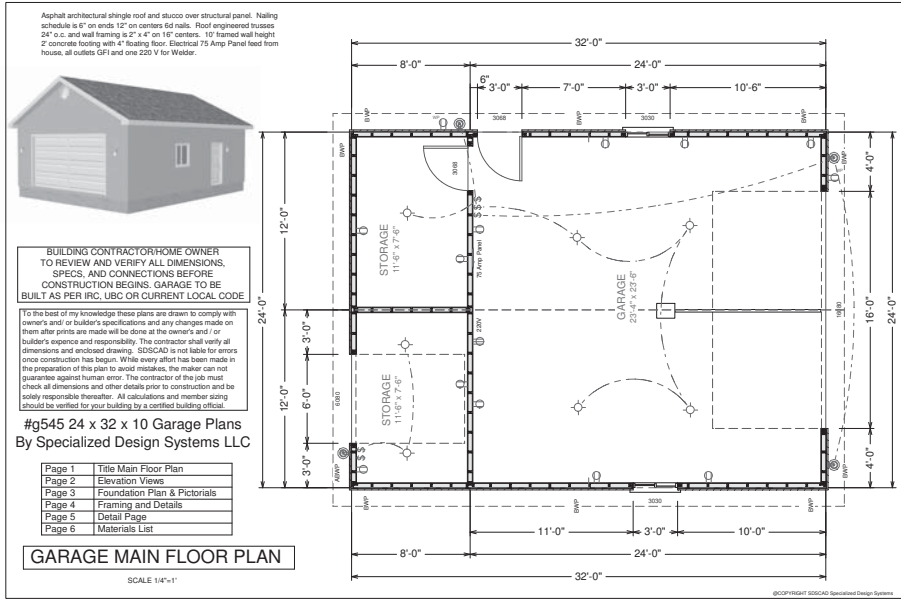 Asphalt architectural shingle roof and stucco over structural panel. Nailing
schedule is 6" on ends 12" on centers 6d nails. Roof engineered trusses
24" o.c. and wall framing is 2" x 4" on 16" centers. 10' framed wall height
2' concrete footing with 4" floating floor. Electrical 75 Amp Panel feed from
house, all outlets GFI and one 220 V for Welder.
32'-0"
8'-0"
24'-0"
6"
3'-0"
7'-0"
3'-0"
10'-6"
BWP
3068
BWP
3030
BWP
BWP
3068
BWP
4'-0"
12'-0"
24'-0"
STORAGE
11'-6" x 7'-6"
$
$
$
75 Amp Panel
GARAGE
23'-4" x 23'-6"
16'-0"
24'-0"
BUILDING CONTRACTOR/HOME OWNER
TO REVIEW AND VERIFY ALL DIMENSIONS,
SPECS, AND CONNECTIONS BEFORE
CONSTRUCTION BEGINS. GARAGE TO BE
BUILT AS PER IRC, UBC OR CURRENT LOCAL CODE
To the best of my knowledge these plans are drawn to comply with
owner's and/ or builder's specifications and any changes made on
them after prints are made will be done at the owner's and / or
builder's expence and responsibility. The contractor shall verify all
dimensions and enclosed drawing. SDSCAD is not liable for errors
once construction has begun. While every affort has been made in
the preparation of this plan to avoid mistakes, the maker can not
guarantee against human error. The contractor of the job must
check all dimensions and other details prior to construction and be
solely responsible thereafter. All calculations and member sizing
should be verified for your building by a certified building official.
220V
3'-0"
12'-0"
6'-0"
6080
STORAGE
11'-6" x 7'-6"
3'-0"
$
$
ABWP
4'-0"
BWP
#g545 24 x 32 x 10 Garage Plans
By Specialized Design Systems LLC
Page 1 Title Main Floor Plan
Page 2 Elevation Views
Page 3 Foundation Plan & Pictorials
Page 4 Framing and Details
Page 5 Detail Page
Page 6 Materials List
BWP
BWP
3030
BWP
11'-0"
3'-0"
10'-0"
8'-0"
24'-0"
32'-0"
GARAGE MAIN FLOOR PLAN
SCALE 1/4"=1'
@COPYRIGHT SDSCAD Specialized Design Systems